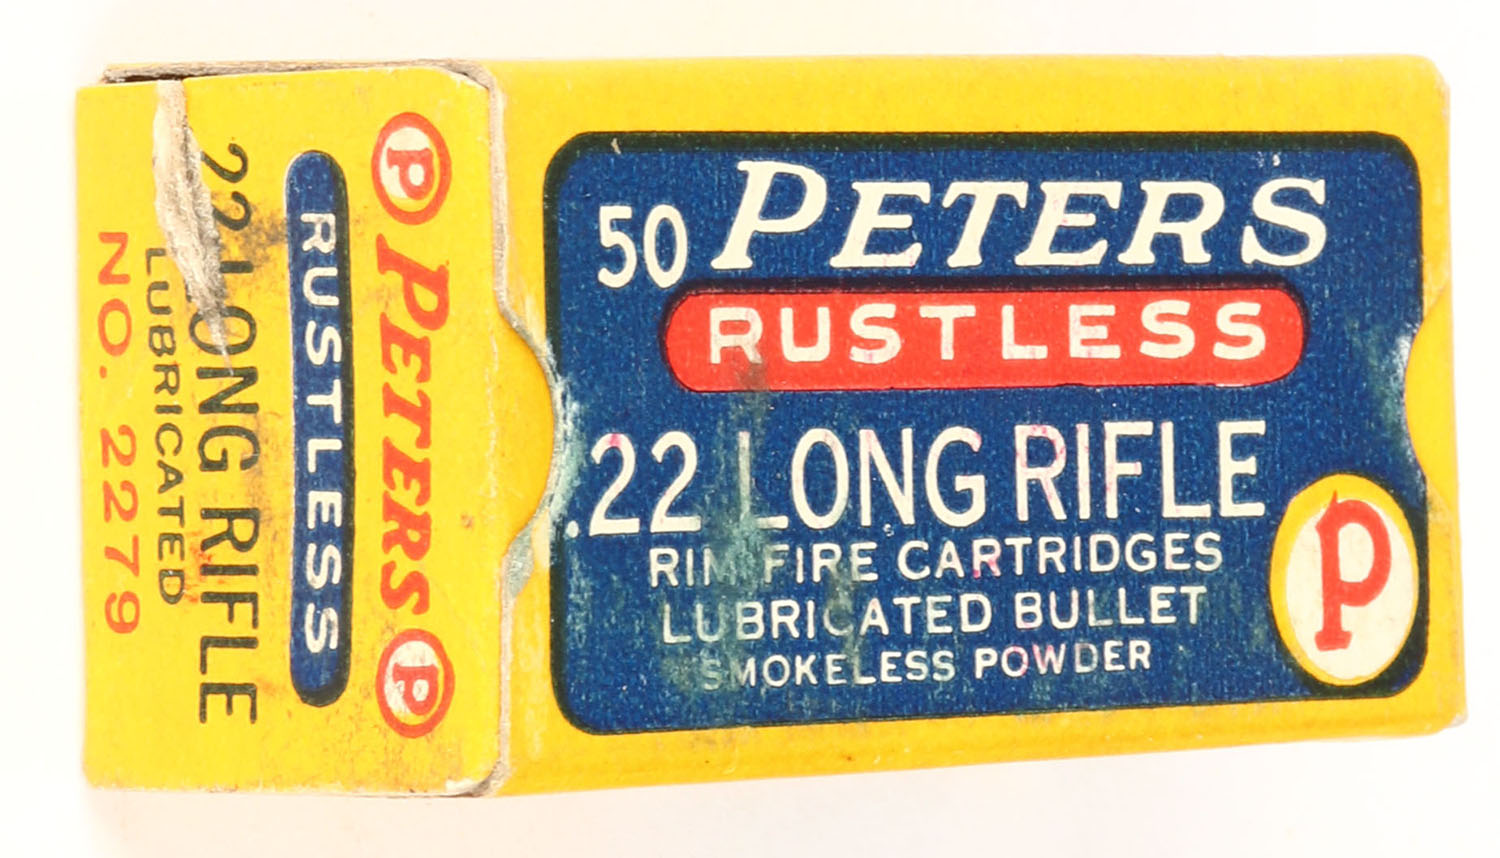 50 PETERS
RUSTLESS
.22 LONG RIFLE
RIM FIRE CARTRIDGES
LUBRICATED BULLET
SMOKELESS POWDER
P
P PETERS P
RUSTLESS
22 LONG RIFLE
LUBRICATED
NO. 2279